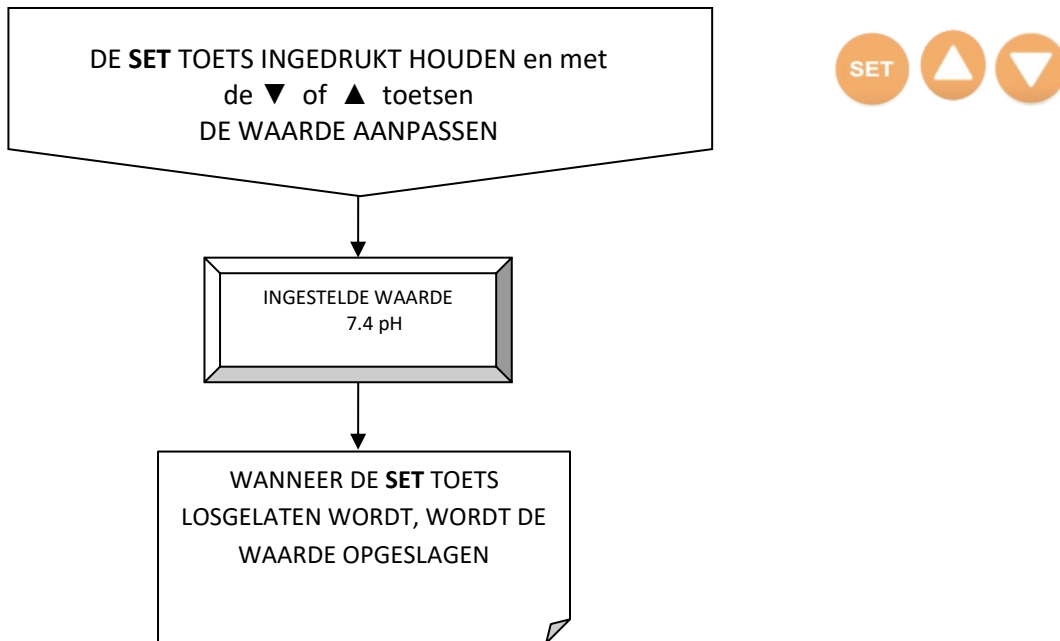 DE SET TOETS INGEDRUKT HOUDEN en met
de ▼ of ▲ toetsen
DE WAARDE AANPASSEN
SET
INGESTELDE WAARDE
7.4 pH
WANNEER DE SET TOETS
LOSGELATEN WORDT, WORDT DE
WAARDE OPGESLAGEN